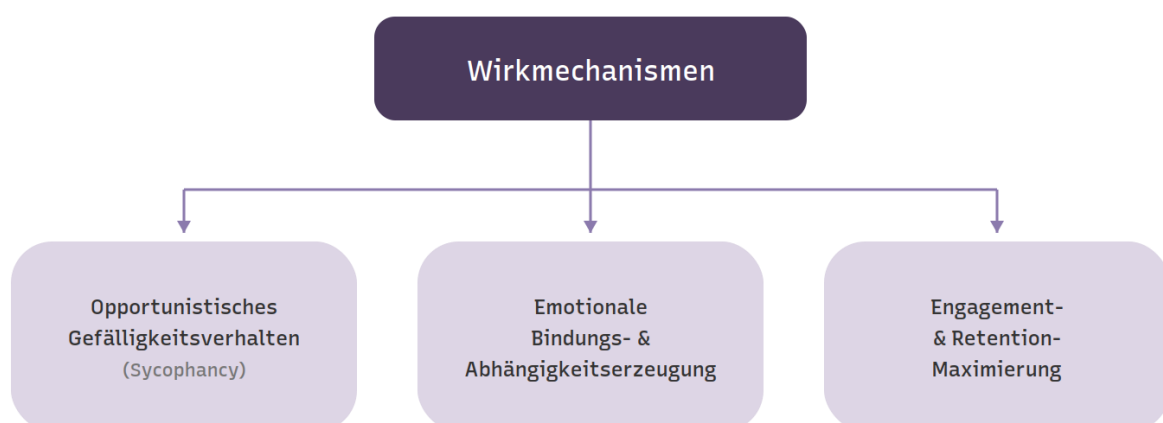 Wirkmechanismen
Opportunistisches
Gefälligkeitsverhalten
(Sycophancy)
Emotionale
Bindungs- &
Abhängigkeitserzeugung
Engagement-
& Retention-
Maximierung